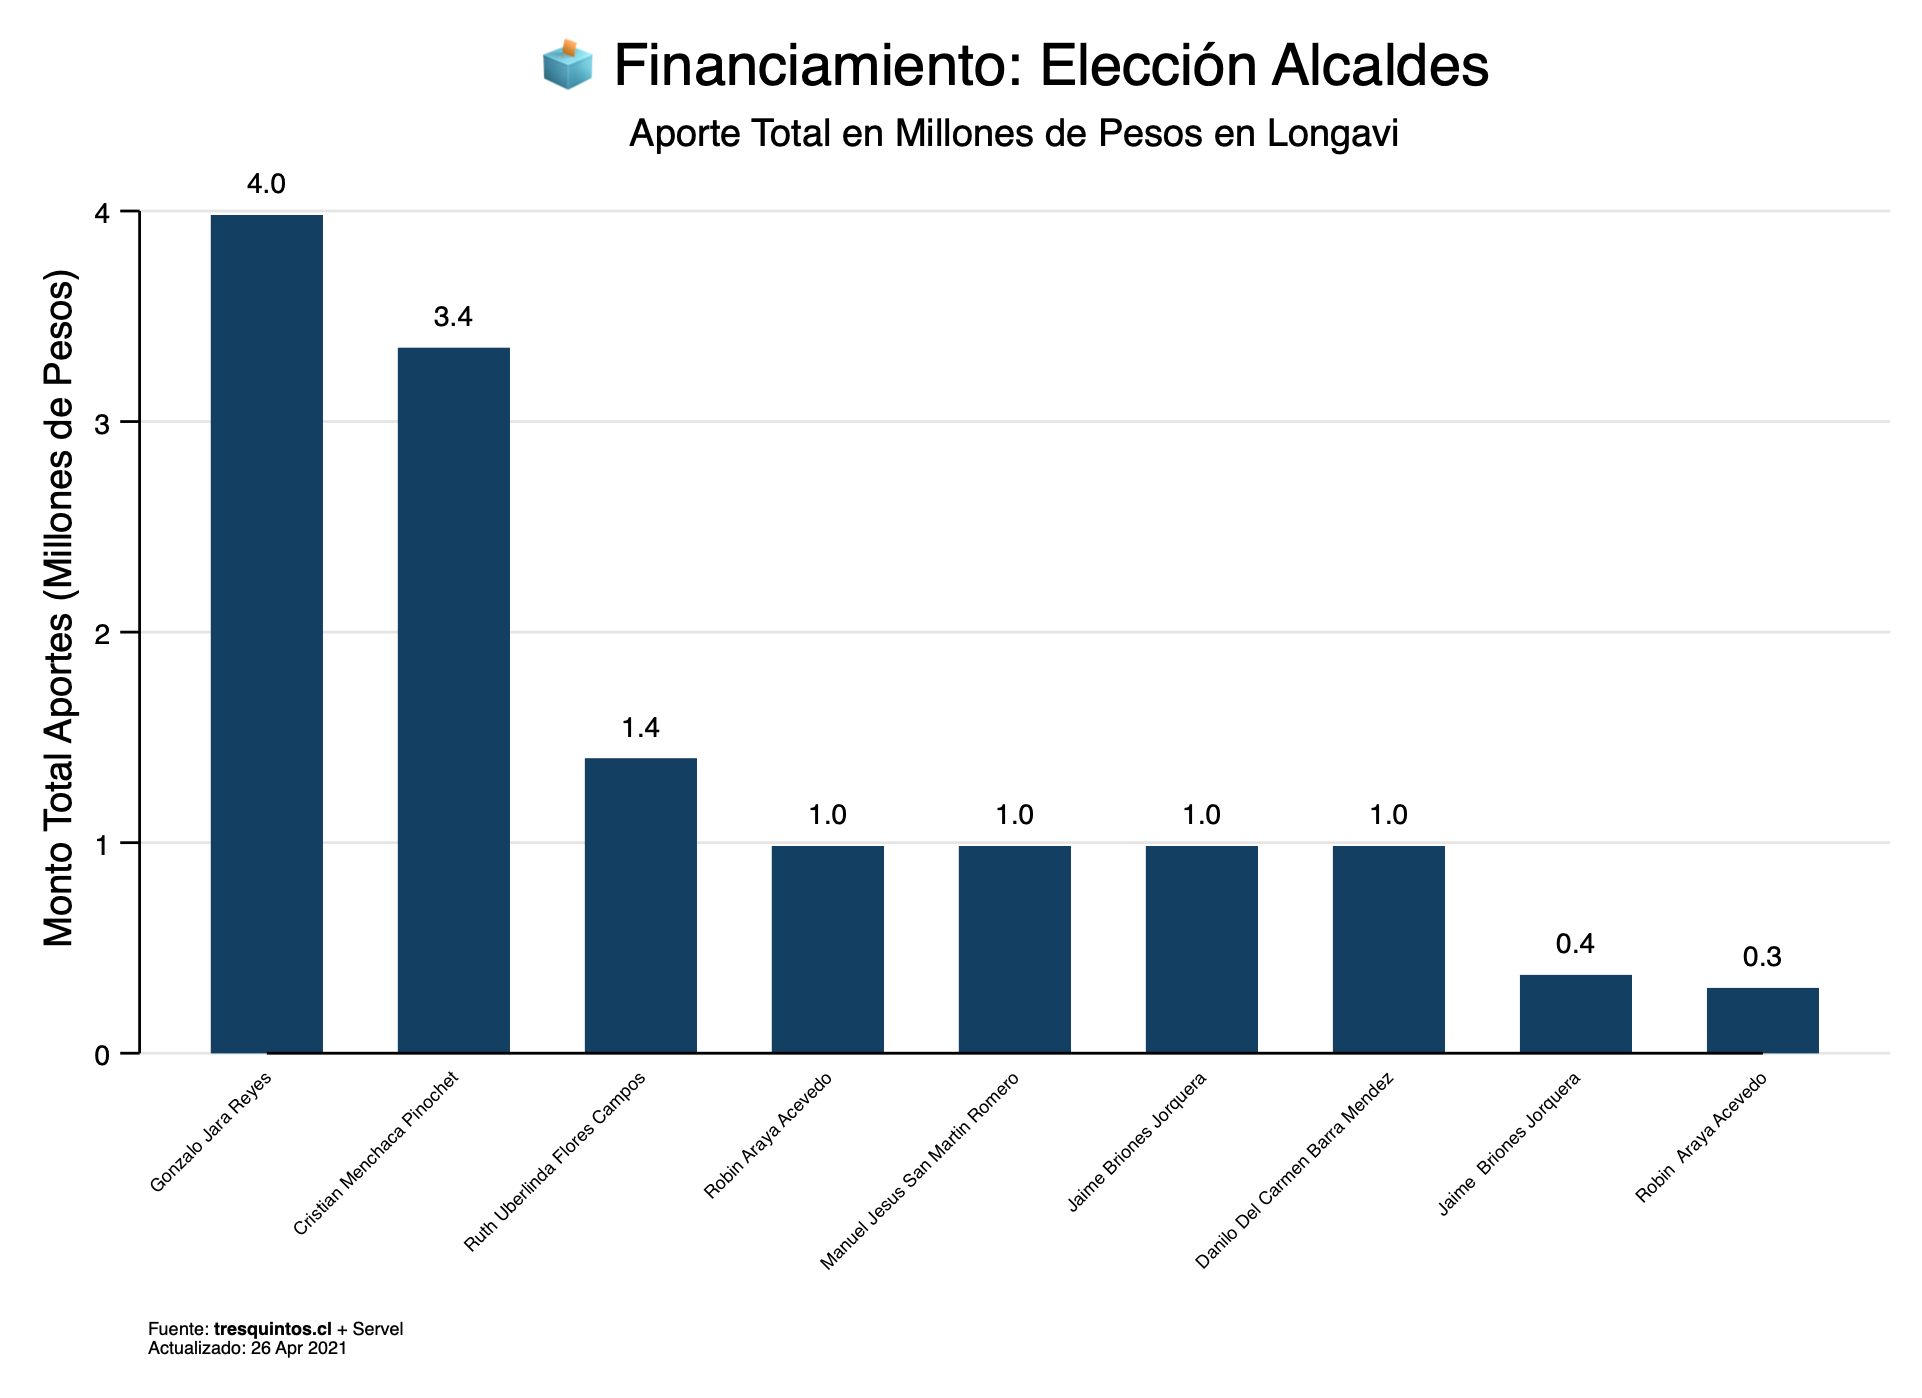 Financiamiento: Elección Alcaldes
Aporte Total en Millones de Pesos en Longavi
Monto Total Aportes (Millones de Pesos)
4
3
2
1
0
4.0
3.4
1.4
1.0
1.0
1.0
1.0
0.4
0.3
Gonzalo Jara Reyes
Cristian Menchaca Pinochet
Ruth Uberlinda Flores Campos
Robin Araya Acevedo
Manuel Jesus San Martin Romero
Jaime Briones Jorquera
Danilo Del Carmen Barra Mendez
Jaime  Briones Jorquera
Robin  Araya Acevedo
Fuente: tresquintos.cl + Servel
Actualizado: 26 Apr 2021